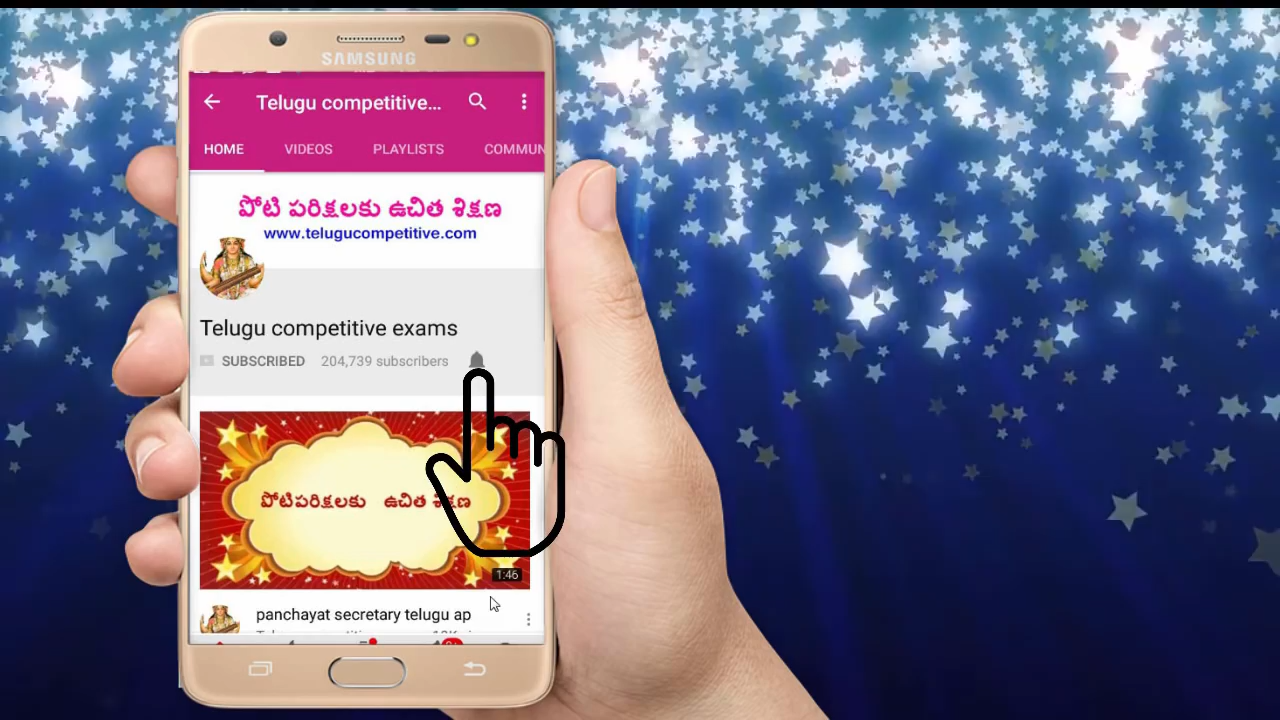 SAMSUNG
Telugu competitive...
HOME VIDEOS PLAYLISTS COMMUN
పోటి పరిక్షలకు ఉచిత శిక్షణ
www.telugucompetitive.com
Telugu competitive exams
SUBSCRIBED 204,739 subscribers
పోటిపరిక్షలకు ఉచిత శిక్షణ
1:46
panchayat secretary telugu ap